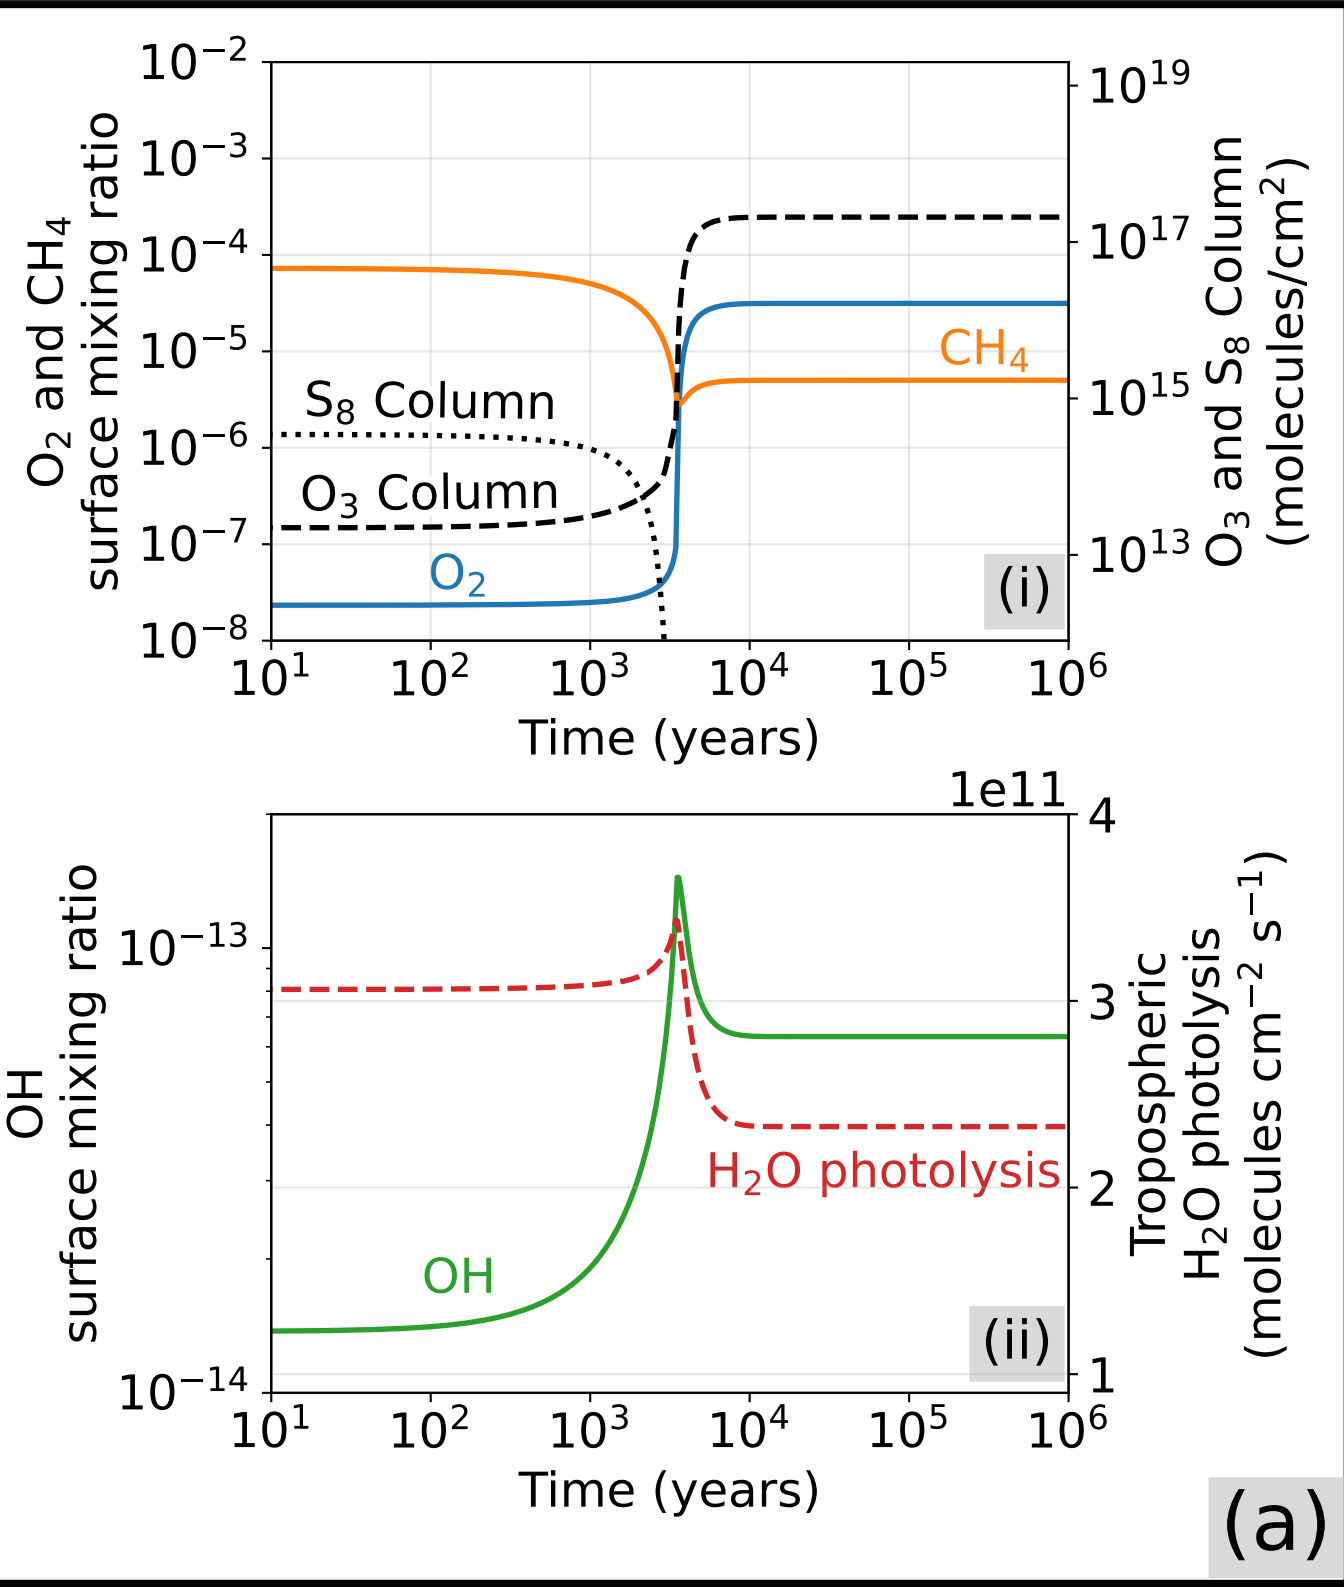 O₂ and CH₄
surface mixing ratio
10⁻²
10⁻³
10⁻⁴
10⁻⁵
10⁻⁶
10⁻⁷
10⁻⁸
S₈ Column
O₃ Column
O₂
CH₄
(i)
10¹⁹
10¹⁷
10¹⁵
10¹³
O₃ and S₈ Column
(molecules/cm²)
10¹ 10² 10³ 10⁴ 10⁵ 10⁶
Time (years)
1e11
OH
surface mixing ratio
10⁻¹³
10⁻¹⁴
OH
H₂O photolysis
(ii)
4
3
2
1
Tropospheric
H₂O photolysis
(molecules cm⁻² s⁻¹)
10¹ 10² 10³ 10⁴ 10⁵ 10⁶
Time (years)
(a)